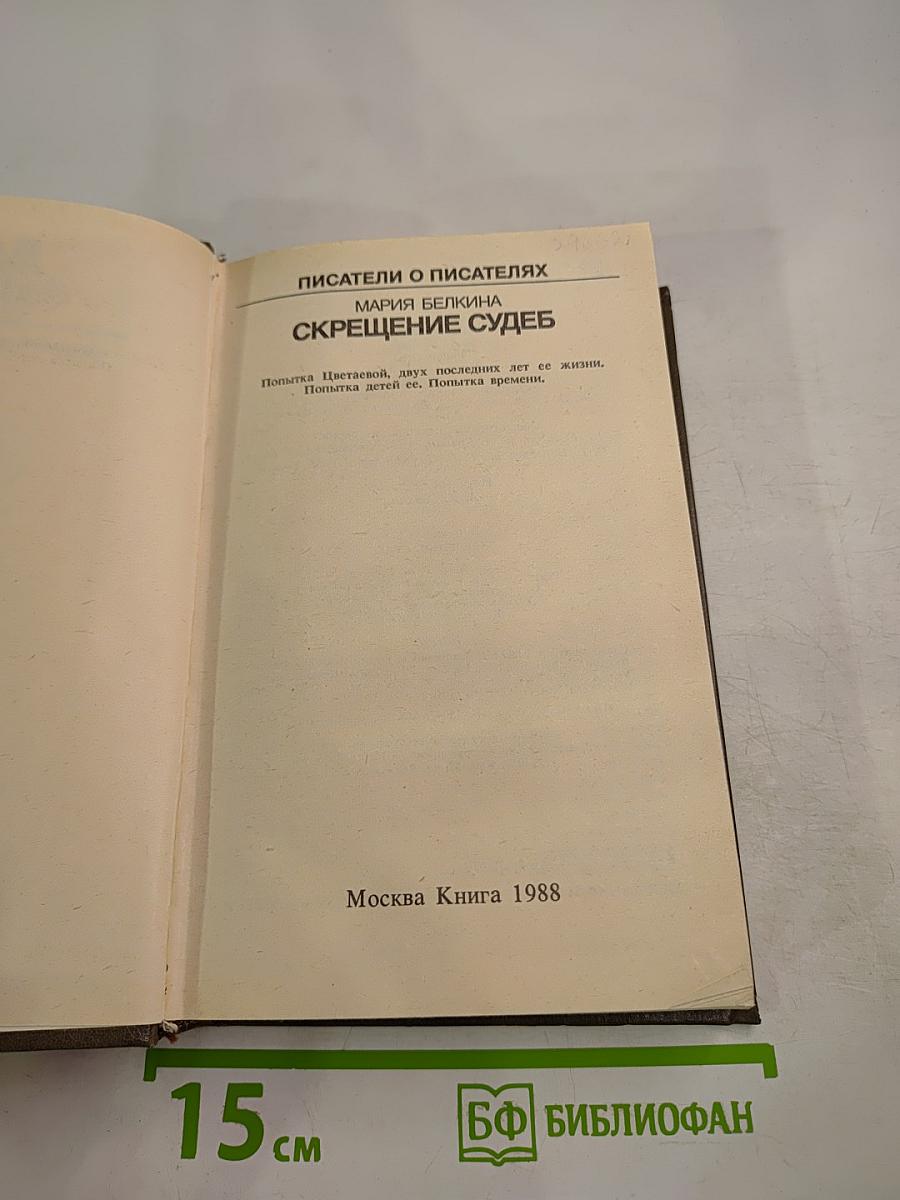 ПИСАТЕЛИ О ПИСАТЕЛЯХ
МАРИЯ БЕЛКИНА
СКРЕЩЕНИЕ СУДЕБ
Попытка Цветаевой, двух последних лет ее жизни.
Попытка детей ее. Попытка времени.
Москва Книга 1988
15 см
БФ БИБЛИОФАН